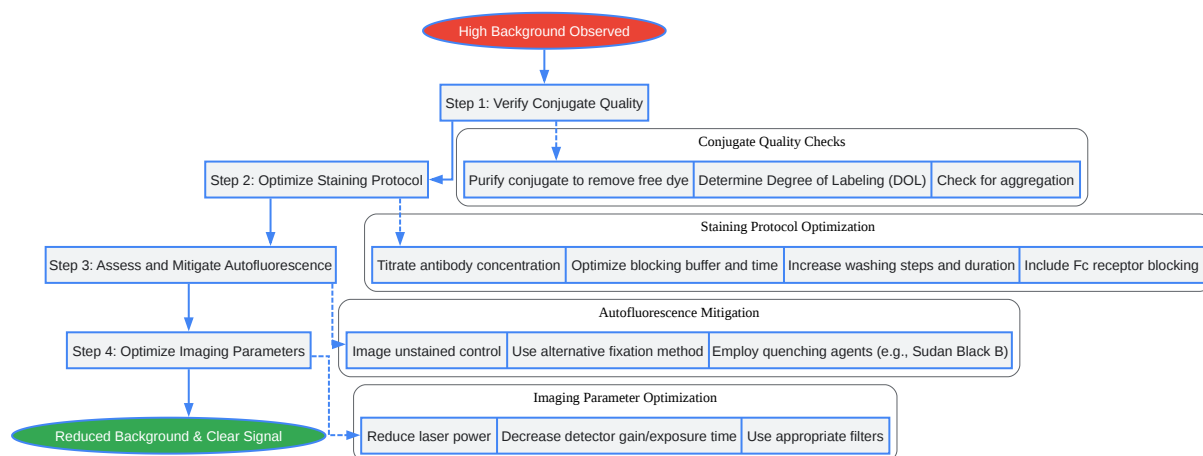 High Background Observed
Step 1: Verify Conjugate Quality
Conjugate Quality Checks
Step 2: Optimize Staining Protocol
Purify conjugate to remove free dye
Determine Degree of Labeling (DOL)
Check for aggregation
Staining Protocol Optimization
Step 3: Assess and Mitigate Autofluorescence
Titrate antibody concentration
Optimize blocking buffer and time
Increase washing steps and duration
Include Fc receptor blocking
Autofluorescence Mitigation
Step 4: Optimize Imaging Parameters
Image unstained control
Use alternative fixation method
Employ quenching agents (e.g., Sudan Black B)
Imaging Parameter Optimization
Reduced Background & Clear Signal
Reduce laser power
Decrease detector gain/exposure time
Use appropriate filters